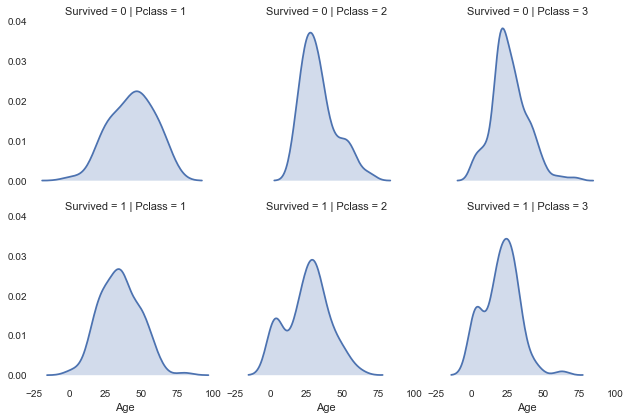 Survived = 0 | Pclass = 1
Survived = 0 | Pclass = 2
Survived = 0 | Pclass = 3
0.04
0.03
0.02
0.01
0.00
Survived = 1 | Pclass = 1
Survived = 1 | Pclass = 2
Survived = 1 | Pclass = 3
0.04
0.03
0.02
0.01
0.00
−25 0 25 50 75 100
−25 0 25 50 75 100
−25 0 25 50 75 100
Age
Age
Age